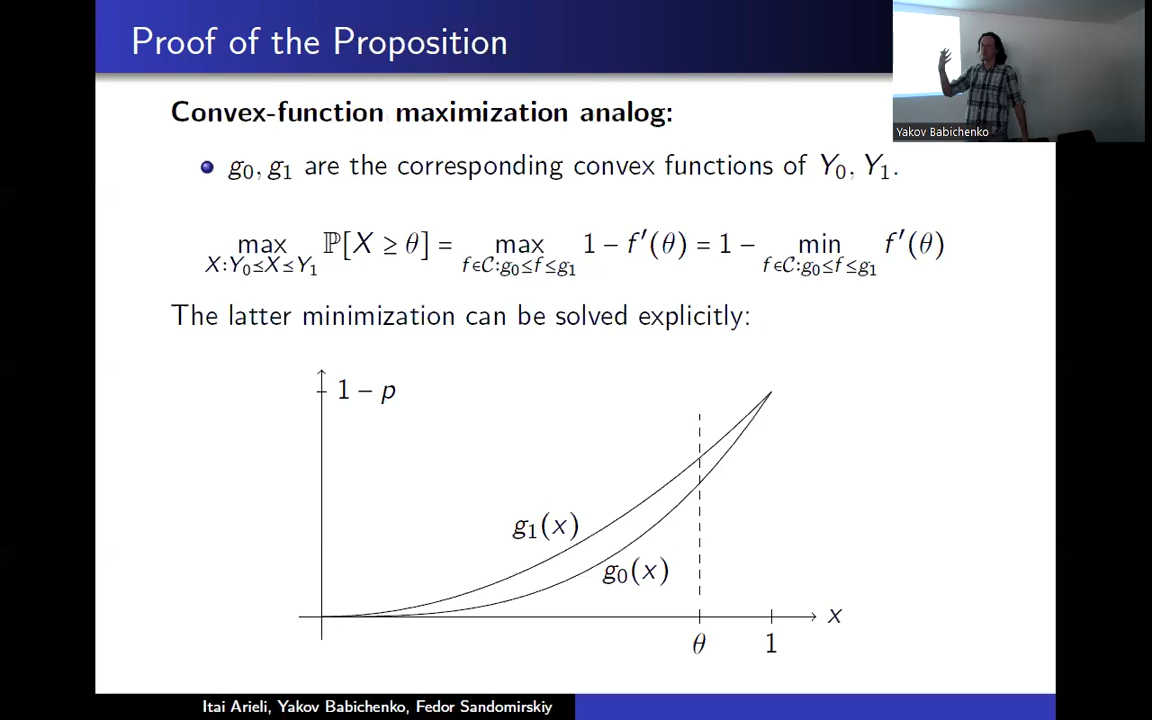 Proof of the Proposition
Yakov Babichenko
Convex-function maximization analog:
g₀, g₁ are the corresponding convex functions of Y₀, Y₁.
max ℙ[X ≥ θ] = max 1 − f′(θ) = 1 − min f′(θ)
X:Y₀≤X≤Y₁ f∈𝒞:g₀≤f≤g₁ f∈𝒞:g₀≤f≤g₁
The latter minimization can be solved explicitly:
1 − p
g₁(x)
g₀(x)
x
θ 1
Itai Arieli, Yakov Babichenko, Fedor Sandomirskiy